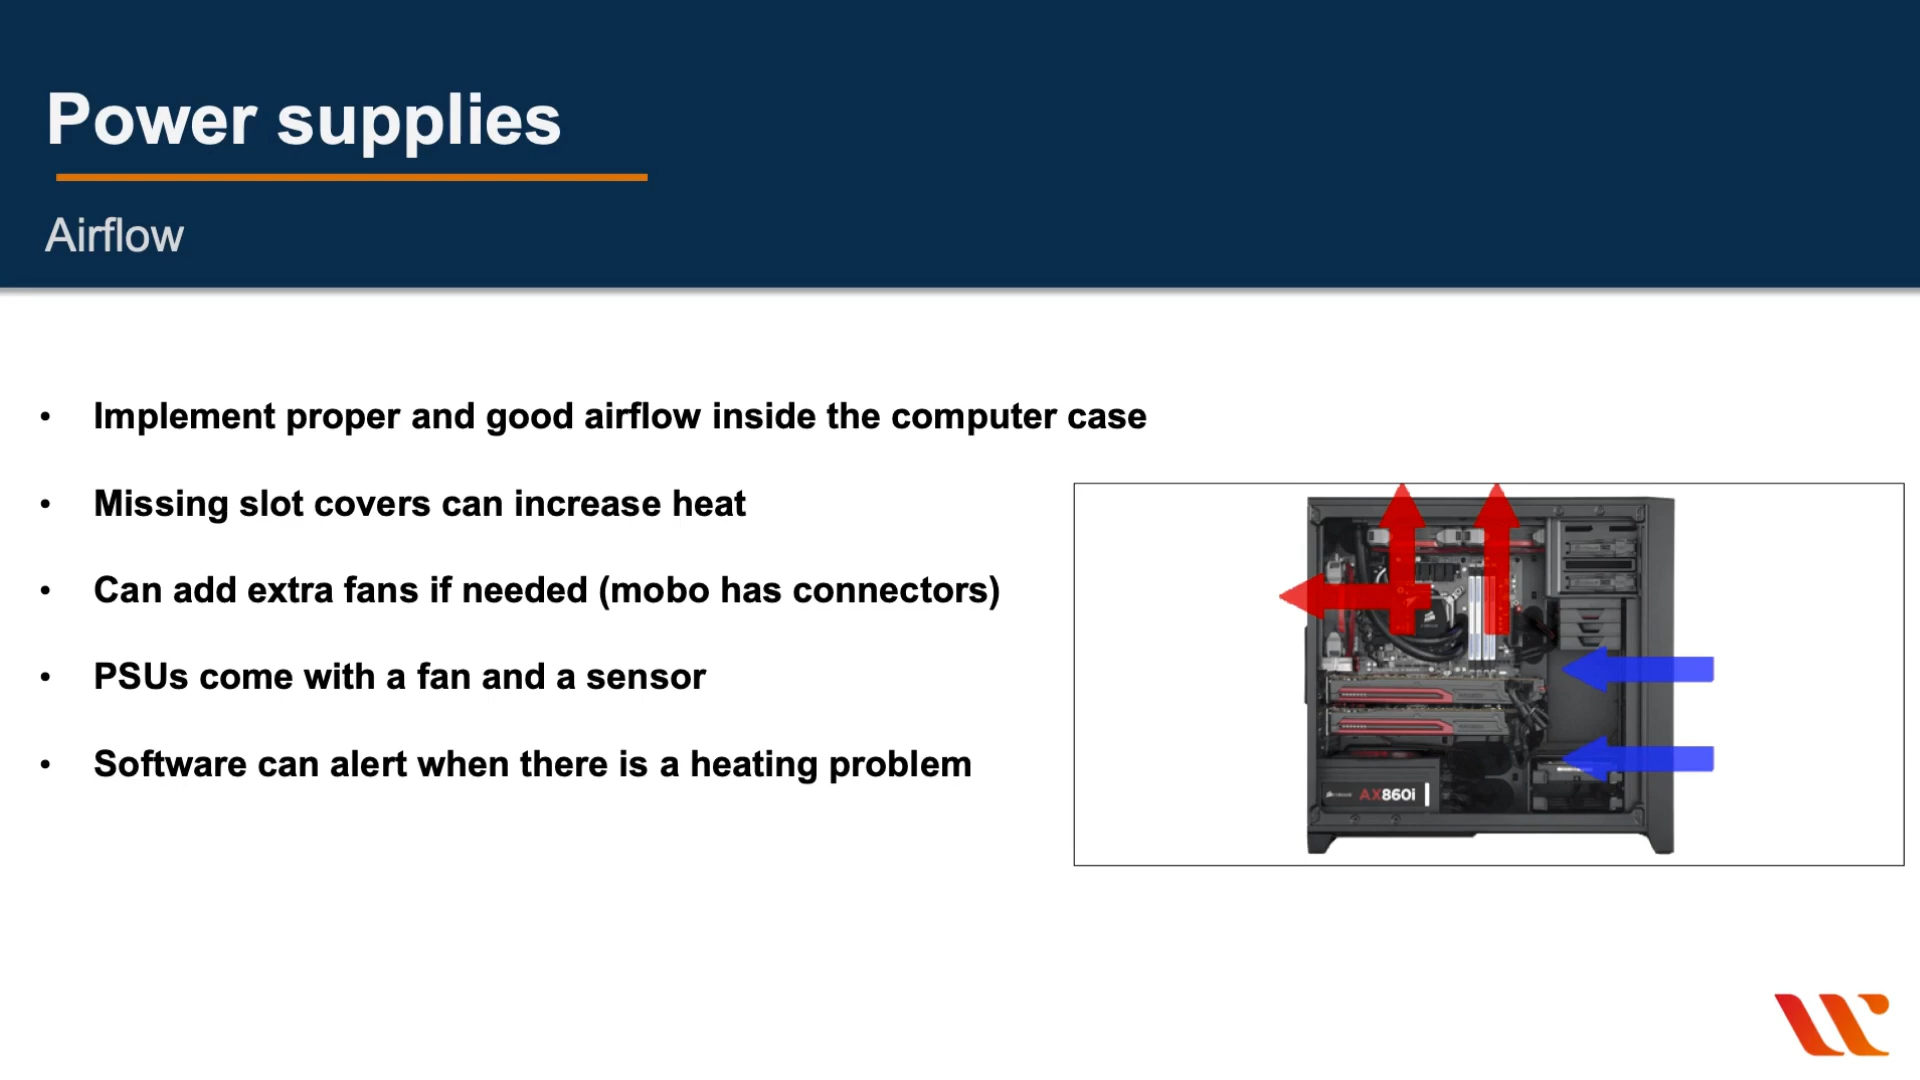 Power supplies
Airflow
• Implement proper and good airflow inside the computer case
• Missing slot covers can increase heat
• Can add extra fans if needed (mobo has connectors)
• PSUs come with a fan and a sensor
• Software can alert when there is a heating problem
AX860i